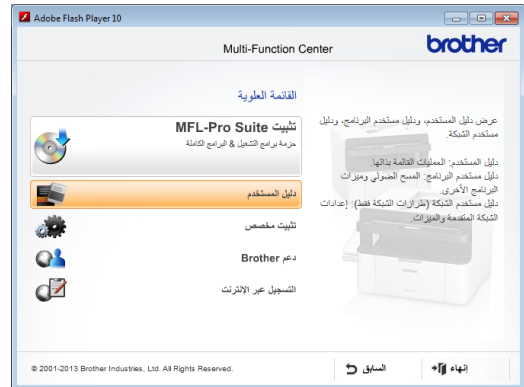 Adobe Flash Player 10
Multi-Function Center
brother
القائمة العلوية
تثبيت MFL-Pro Suite
حزمة برامج التشغيل & البرامج الكاملة
دليل المستخدم
تثبيت مخصص
دعم Brother
التسجيل عبر الإنترنت
عرض دليل المستخدم، ودليل مستخدم البرنامج، ودليل
مستخدم الشبكة.
دليل المستخدم: العمليات القائمة بذاتها.
دليل مستخدم البرنامج: المسح الضوئي وميزات
البرنامج الأخرى.
دليل مستخدم الشبكة (طرازات الشبكة فقط): إعدادات
الشبكة المتقدمة والميزات.
© 2001-2013 Brother Industries, Ltd. All Rights Reserved.
السابق
إنهاء